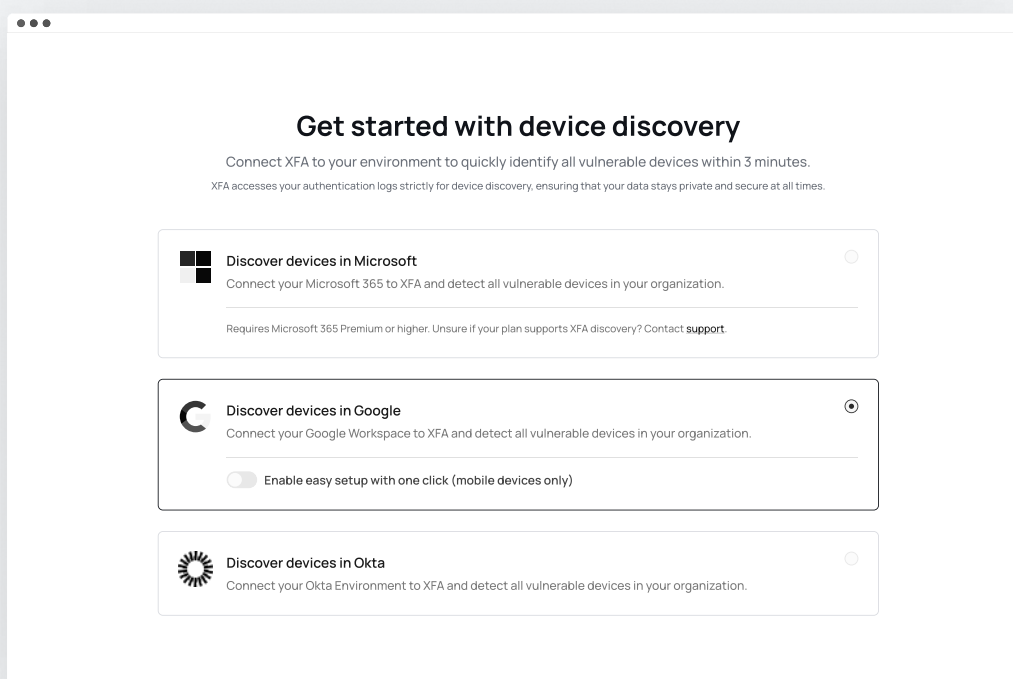 Get started with device discovery
Connect XFA to your environment to quickly identify all vulnerable devices within 3 minutes.
XFA accesses your authentication logs strictly for device discovery, ensuring that your data stays private and secure at all times.
Discover devices in Microsoft
Connect your Microsoft 365 to XFA and detect all vulnerable devices in your organization.
Requires Microsoft 365 Premium or higher. Unsure if your plan supports XFA discovery? Contact support.
Discover devices in Google
Connect your Google Workspace to XFA and detect all vulnerable devices in your organization.
Enable easy setup with one click (mobile devices only)
Discover devices in Okta
Connect your Okta Environment to XFA and detect all vulnerable devices in your organization.